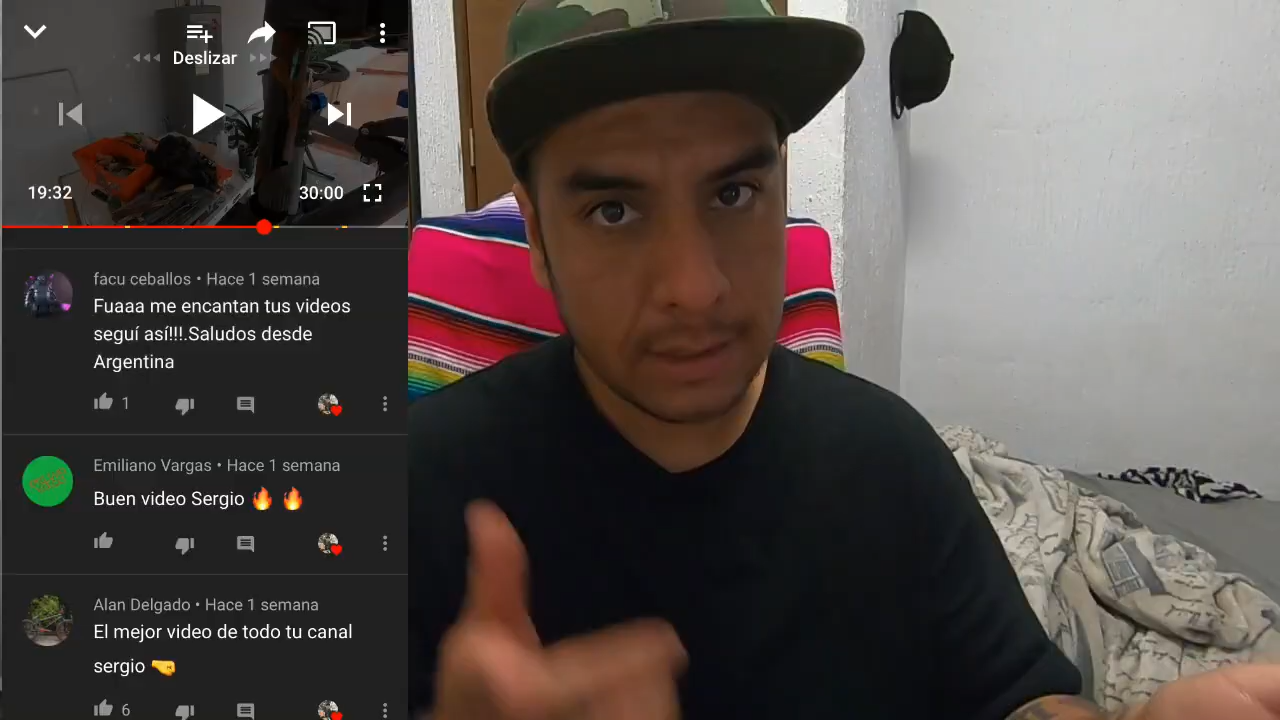 Deslizar
19:32
30:00
facu ceballos • Hace 1 semana
Fuaaa me encantan tus videos
seguí así!!!.Saludos desde
Argentina
1
Emiliano Vargas • Hace 1 semana
Buen video Sergio 🔥 🔥
Alan Delgado • Hace 1 semana
El mejor video de todo tu canal
sergio 🤜
6